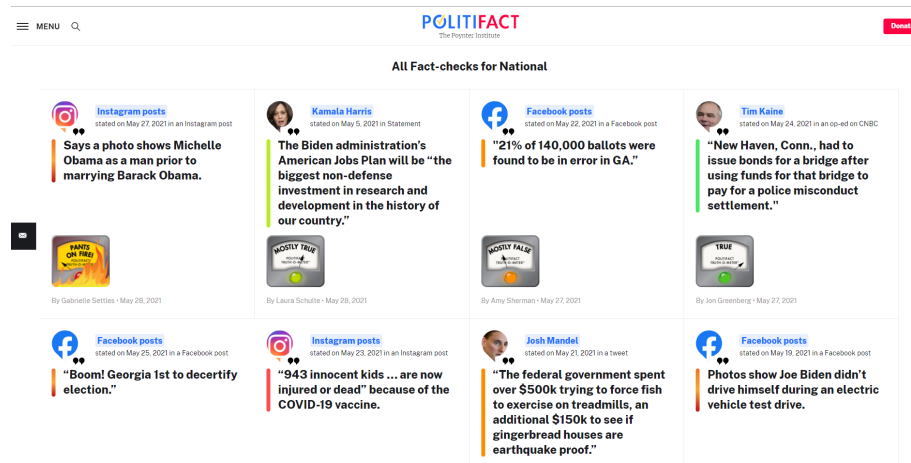 MENU
POLITIFACT
The Poynter Institute
Donat
All Fact-checks for National
Instagram posts
stated on May 27, 2021 in an Instagram post
Says a photo shows Michelle
Obama as a man prior to
marrying Barack Obama.
PANTS
ON FIRE!
POLITIFACT
TRUTH-O-METER™
By Gabrielle Settles • May 28, 2021
Kamala Harris
stated on May 5, 2021 in Statement
The Biden administration’s
American Jobs Plan will be “the
biggest non-defense
investment in research and
development in the history of
our country.”
MOSTLY TRUE
POLITIFACT
TRUTH-O-METER™
By Laura Schulte • May 28, 2021
Facebook posts
stated on May 22, 2021 in a Facebook post
"21% of 140,000 ballots were
found to be in error in GA.”
MOSTLY FALSE
POLITIFACT
TRUTH-O-METER™
By Amy Sherman • May 27, 2021
Tim Kaine
stated on May 24, 2021 in an op-ed on CNBC
“New Haven, Conn., had to
issue bonds for a bridge after
using funds for that bridge to
pay for a police misconduct
settlement."
TRUE
POLITIFACT
TRUTH-O-METER™
By Jon Greenberg • May 27, 2021
Facebook posts
stated on May 25, 2021 in a Facebook post
“Boom! Georgia 1st to decertify
election.”
Instagram posts
stated on May 23, 2021 in an Instagram post
“943 innocent kids ... are now
injured or dead” because of the
COVID-19 vaccine.
Josh Mandel
stated on May 21, 2021 in a tweet
“The federal government spent
over $500k trying to force fish
to exercise on treadmills, an
additional $150k to see if
gingerbread houses are
earthquake proof.”
Facebook posts
stated on May 19, 2021 in a Facebook post
Photos show Joe Biden didn’t
drive himself during an electric
vehicle test drive.